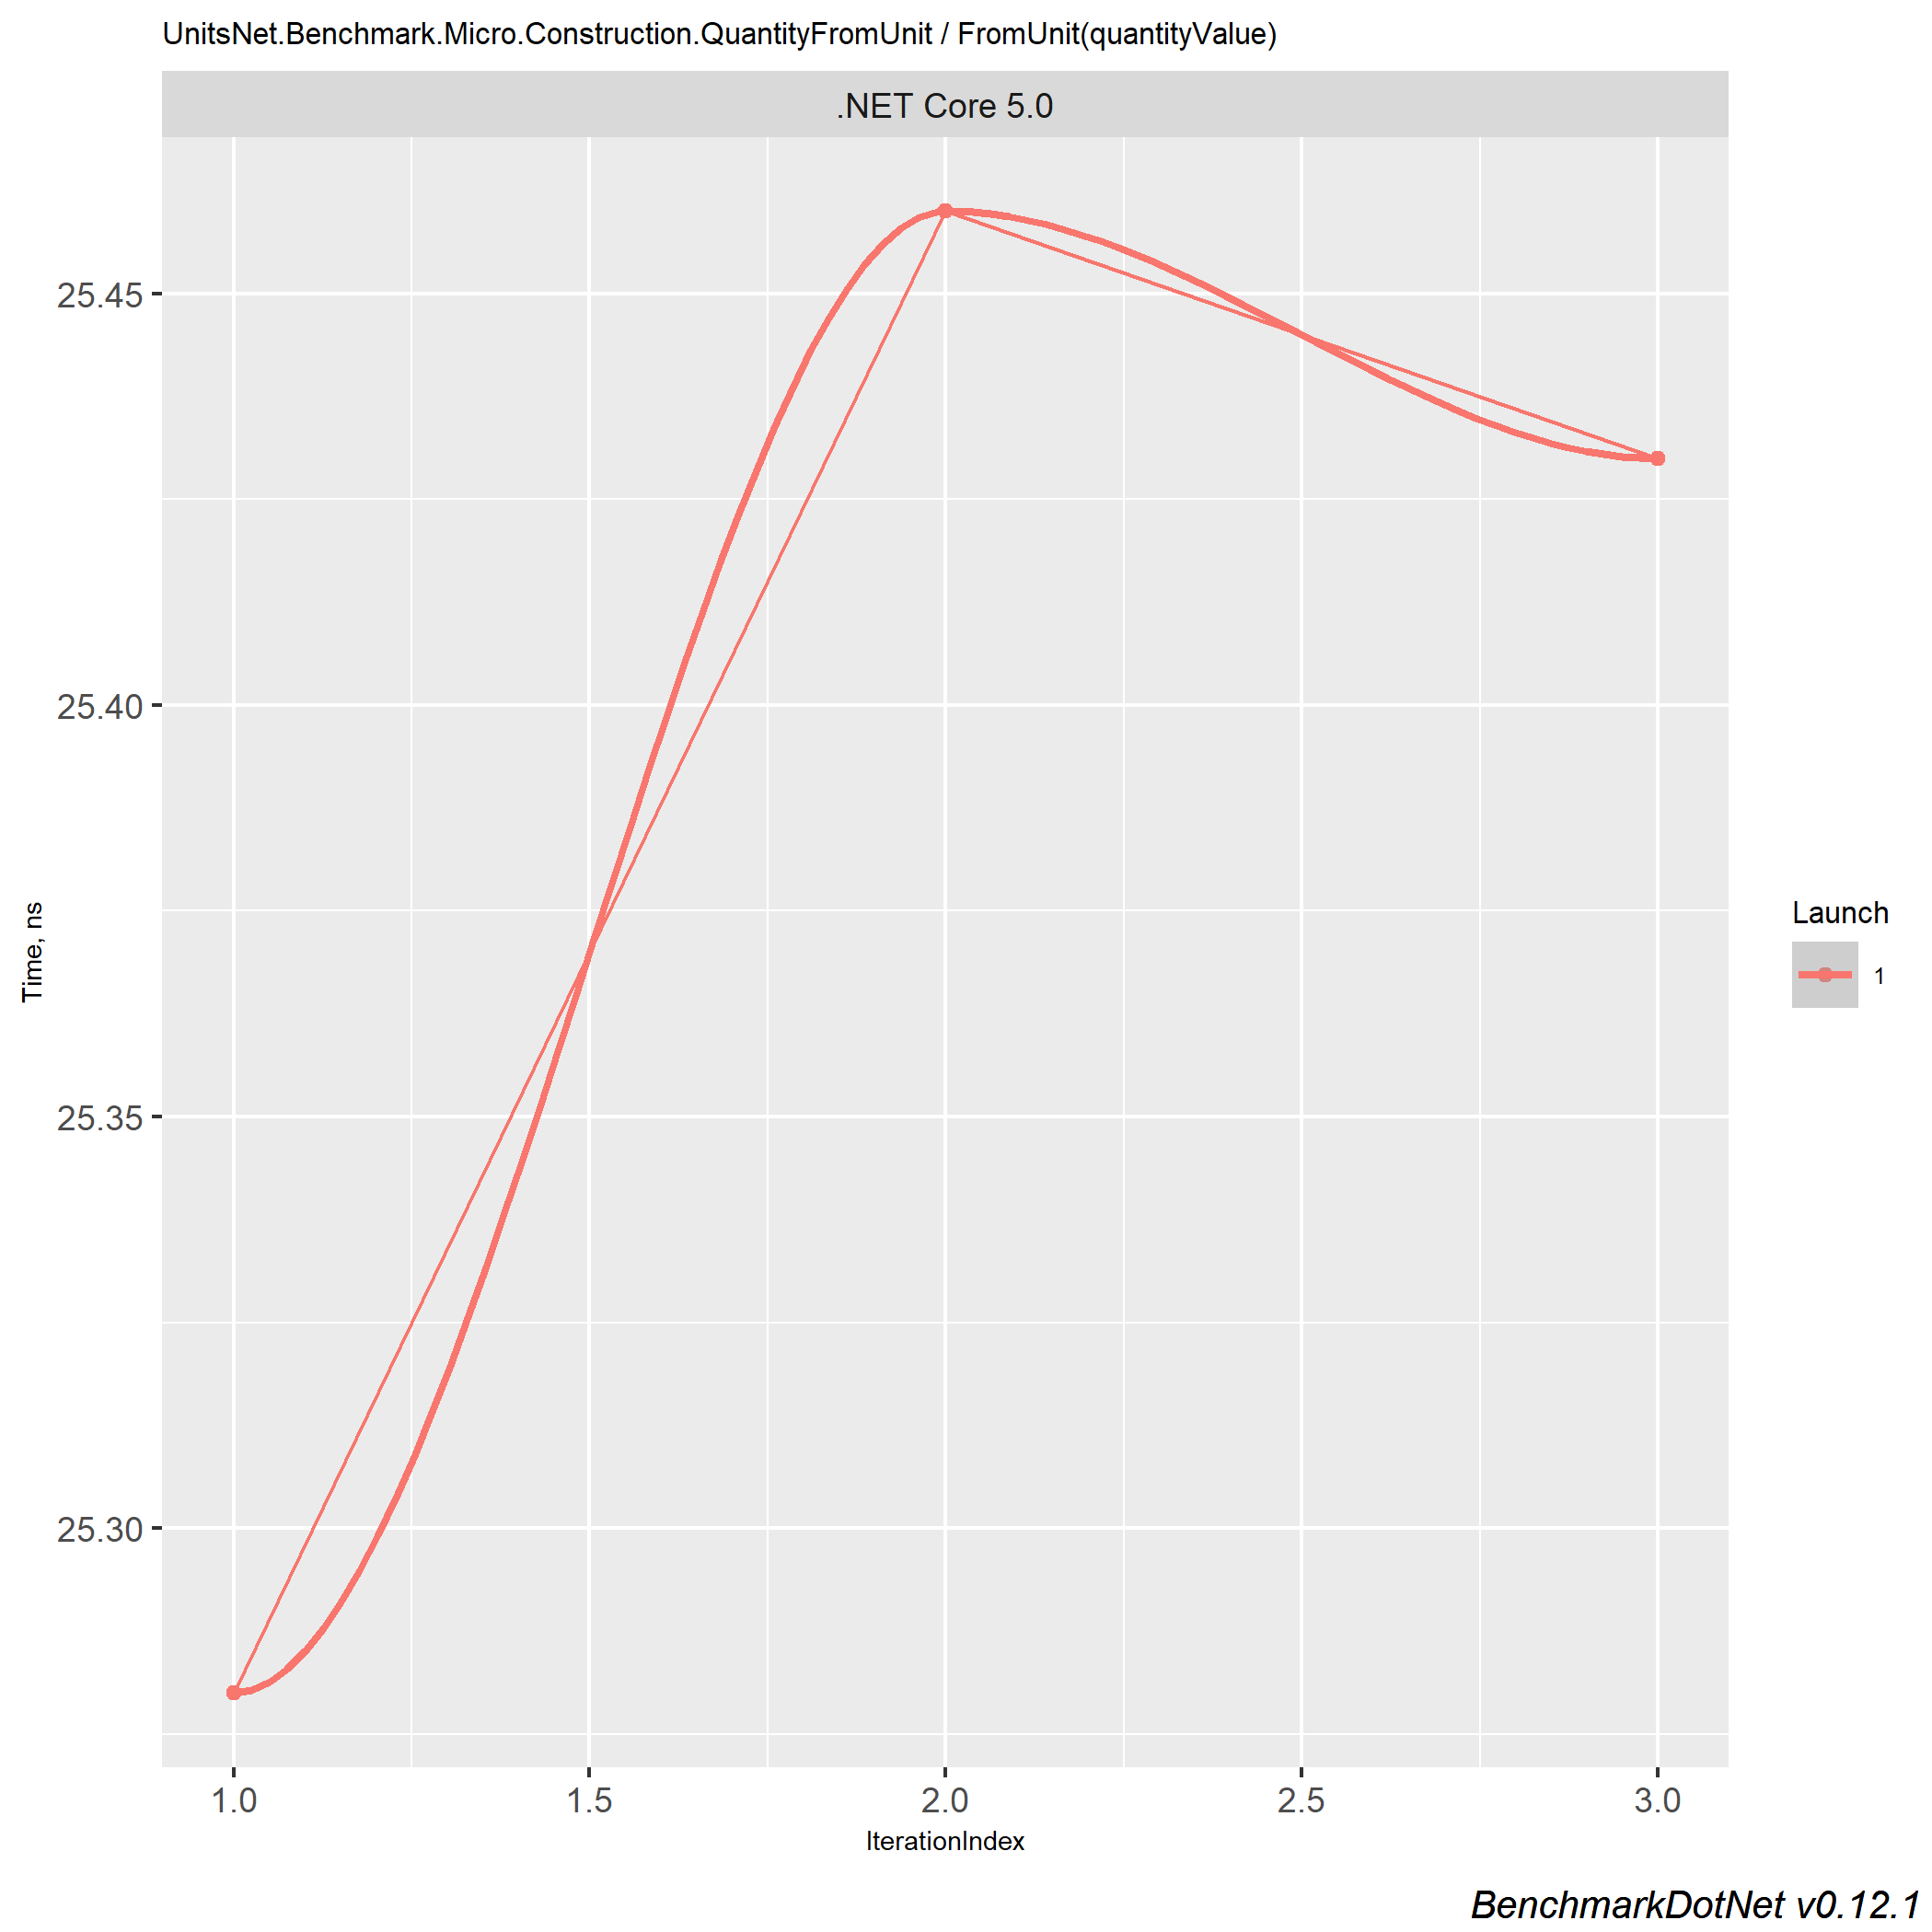 UnitsNet.Benchmark.Micro.Construction.QuantityFromUnit / FromUnit(quantityValue)
.NET Core 5.0
25.45
25.40
25.35
25.30
Time, ns
1.0 1.5 2.0 2.5 3.0
IterationIndex
Launch
1
BenchmarkDotNet v0.12.1